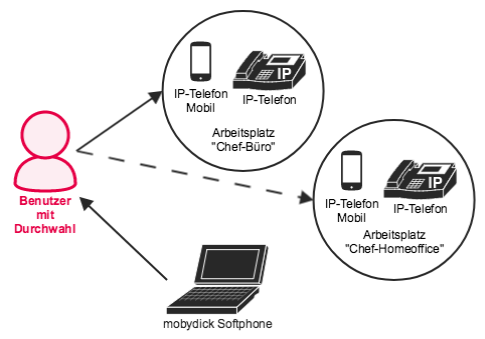 IP
IP-Telefon
Mobil
IP-Telefon
Arbeitsplatz
"Chef-Büro"
Benutzer
mit
Durchwahl
IP
IP-Telefon
Mobil
IP-Telefon
Arbeitsplatz
"Chef-Homeoffice"
mobydick Softphone